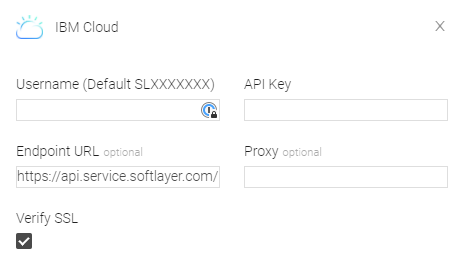 IBM Cloud
X
Username (Default SLXXXXXXX)
API Key
Endpoint URL optional
Proxy optional
https://api.service.softlayer.com/
Verify SSL